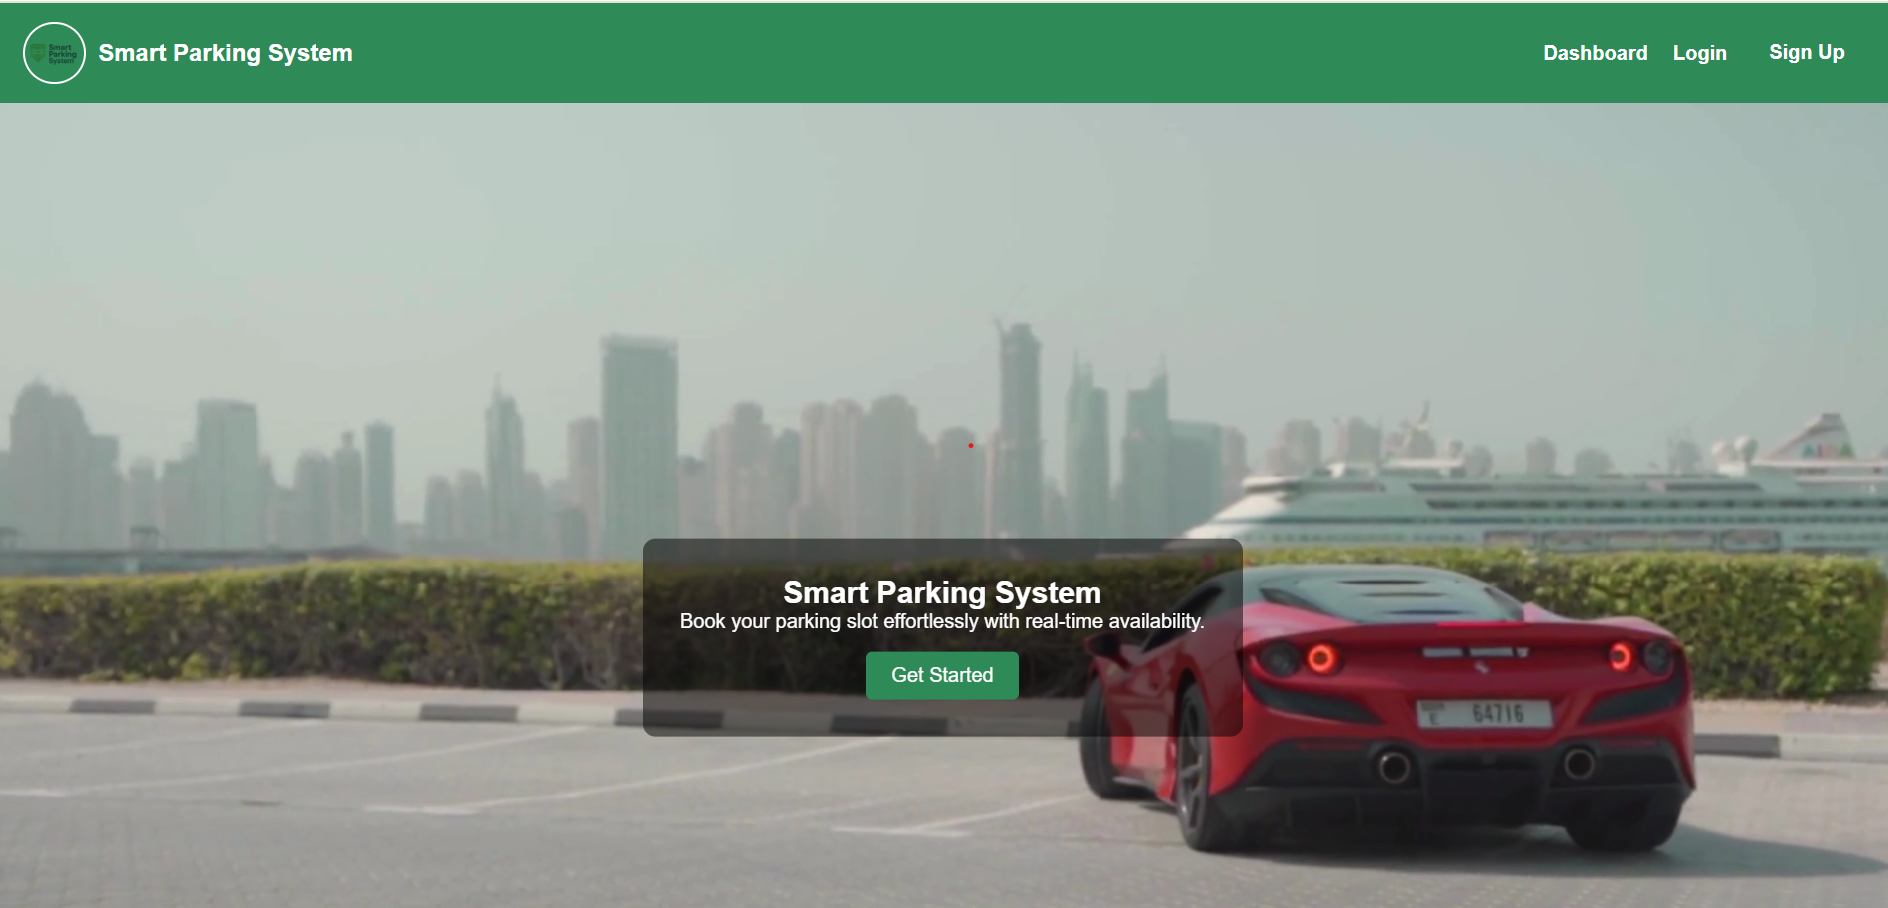 Smart
Parking
System
Smart Parking System
Dashboard
Login
Sign Up
AIDA
Smart Parking System
Book your parking slot effortlessly with real-time availability.
Get Started
E 64716